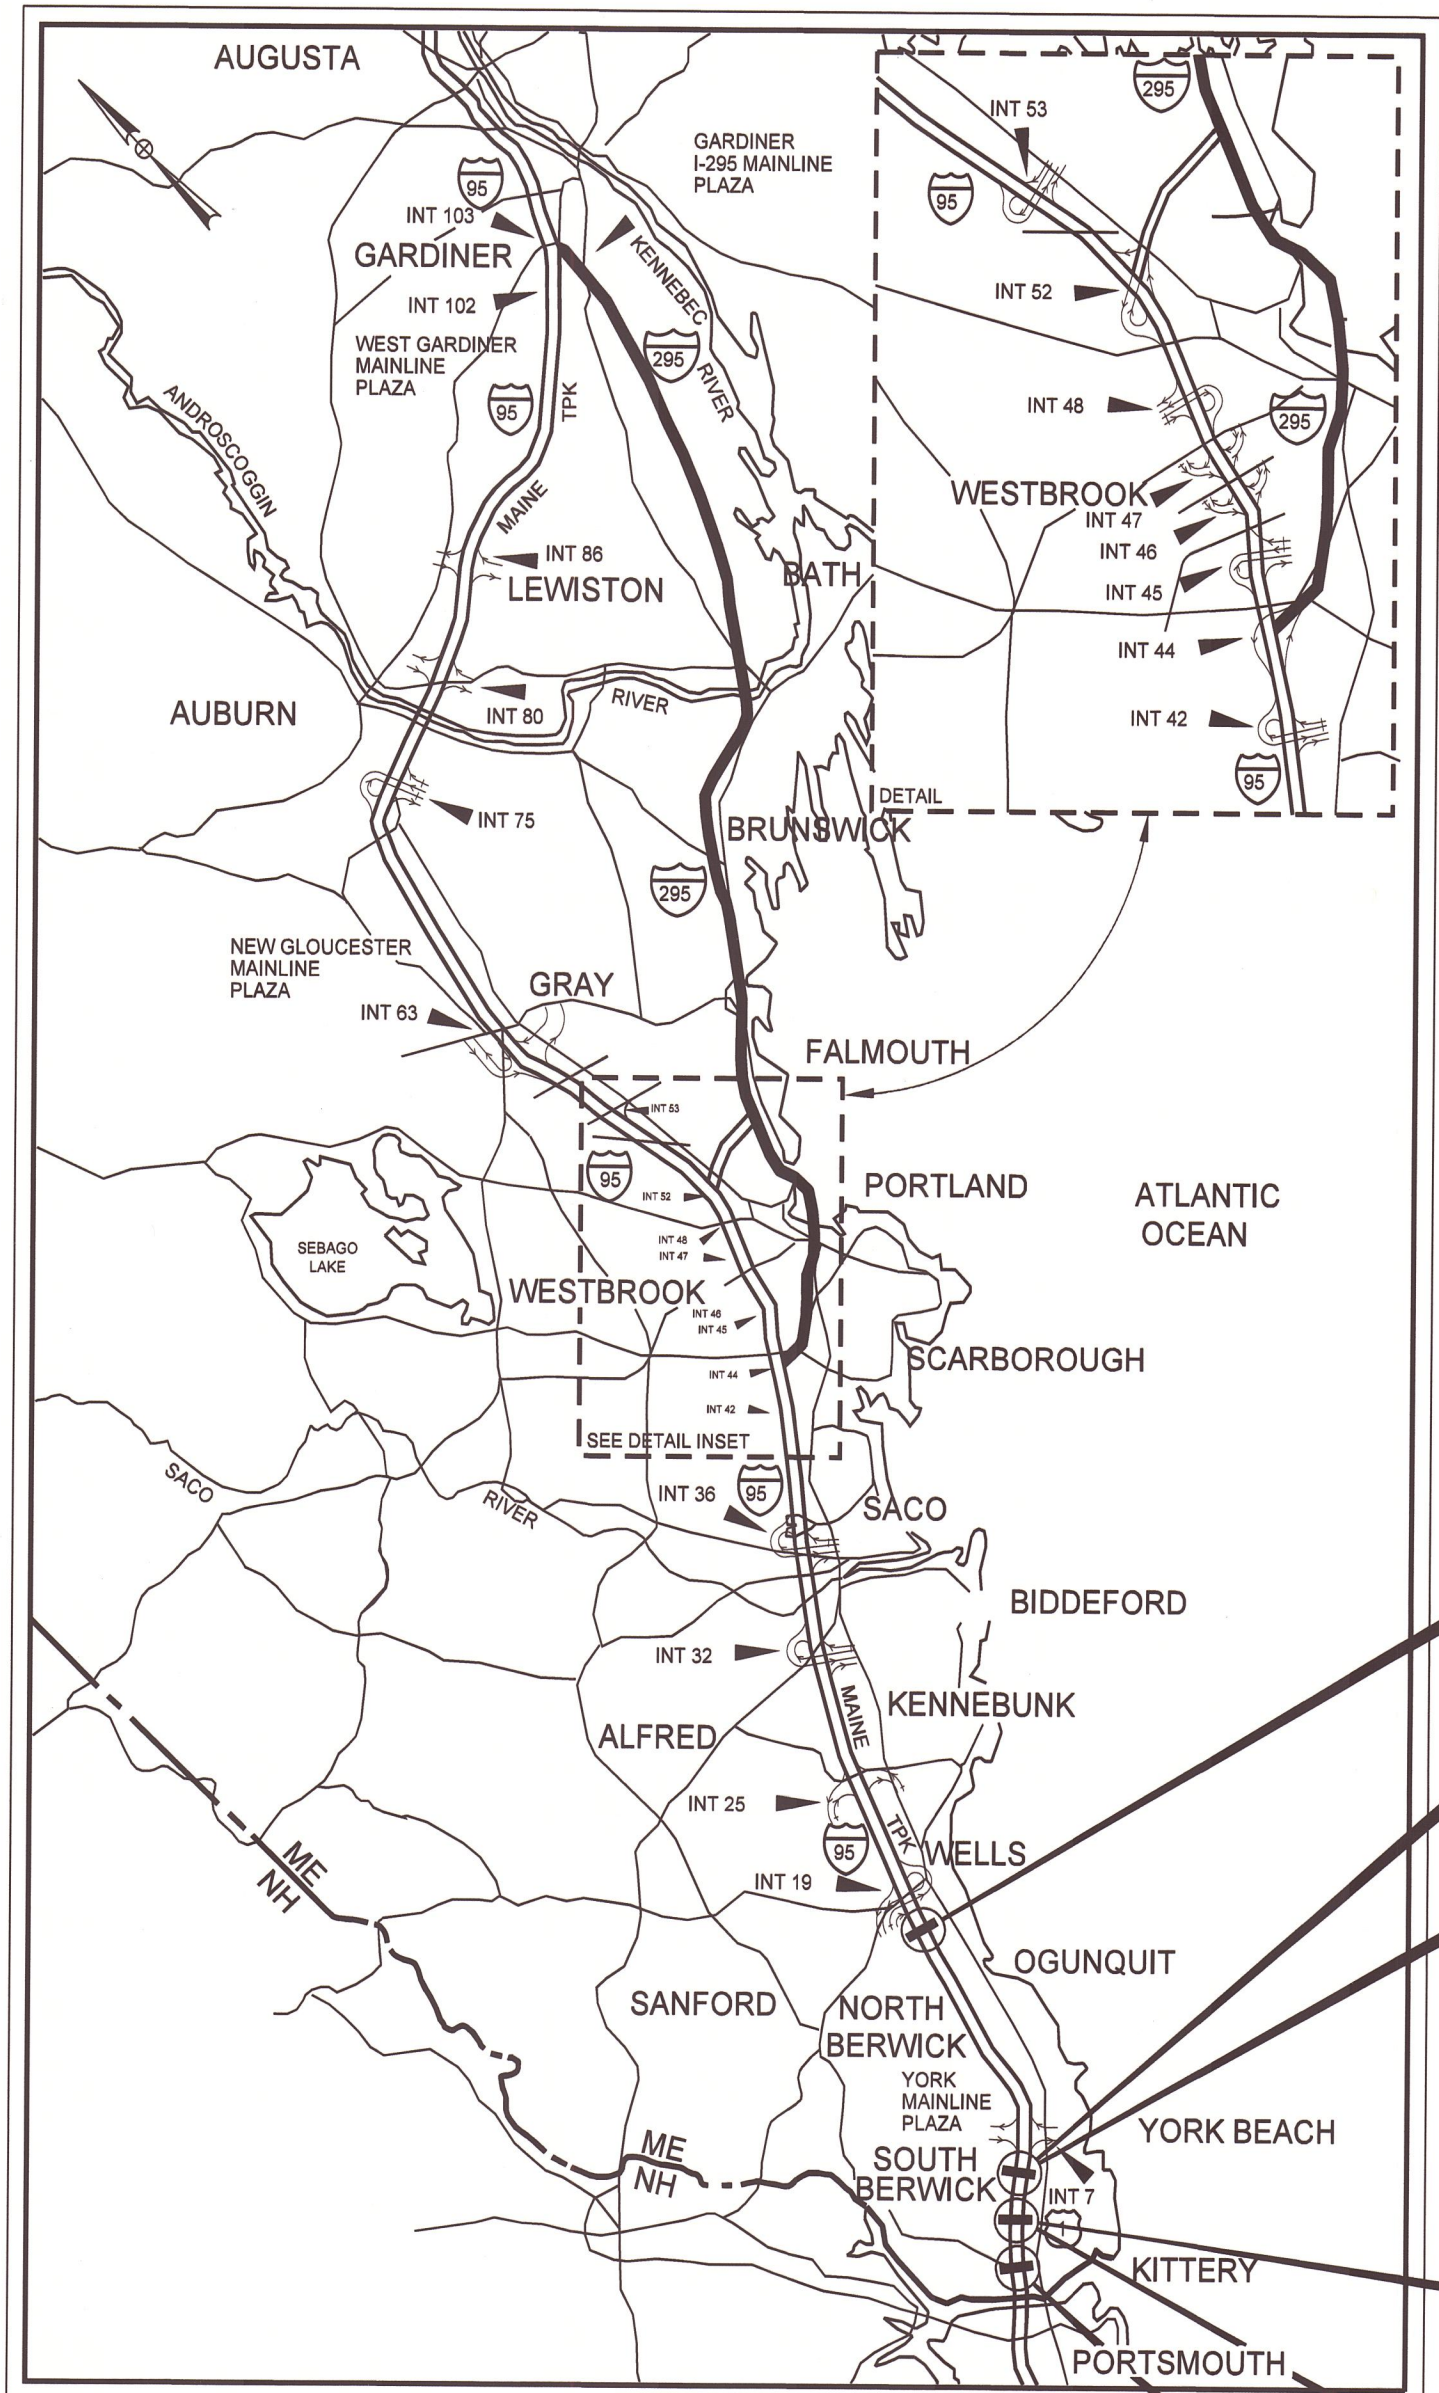 AUGUSTA
95
INT 103
GARDINER
INT 102
WEST GARDINER
MAINLINE
PLAZA
95
TPK
MAINE
GARDINER
I-295 MAINLINE
PLAZA
KENNEBEC
RIVER
295
ANDROSCOGGIN
RIVER
INT 86
LEWISTON
BATH
AUBURN
INT 80
INT 75
BRUNSWICK
295
NEW GLOUCESTER
MAINLINE
PLAZA
GRAY
INT 63
FALMOUTH
295
INT 53
95
INT 52
INT 48
295
WESTBROOK
INT 47
INT 46
INT 45
INT 44
INT 42
95
DETAIL
INT 53
95
INT 52
INT 48
INT 47
WESTBROOK
INT 46
INT 45
INT 44
INT 42
SEE DETAIL INSET
PORTLAND
ATLANTIC
OCEAN
SEBAGO
LAKE
SCARBOROUGH
SACO
RIVER
INT 36
95
SACO
BIDDEFORD
INT 32
MAINE
KENNEBUNK
ALFRED
INT 25
TPK
95
WELLS
INT 19
ME
NH
OGUNQUIT
SANFORD
NORTH
BERWICK
YORK
MAINLINE
PLAZA
YORK BEACH
ME
NH
SOUTH
BERWICK
INT 7
1
KITTERY
PORTSMOUTH